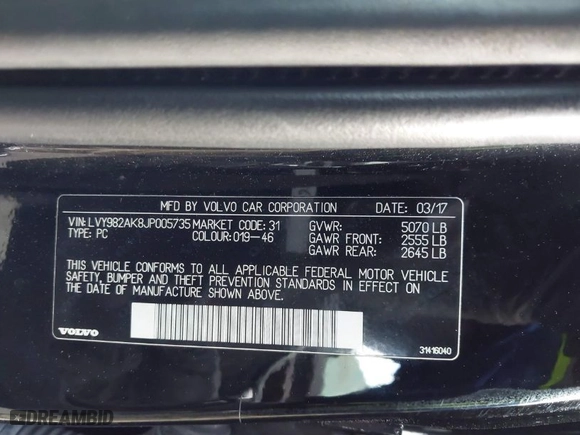 MFD BY VOLVO CAR CORPORATION DATE: 03/17
VIN:LVY982AK8JP005735 MARKET CODE: 31 GVWR: 5070 LB
TYPE: PC COLOUR:019-46 GAWR FRONT: 2555 LB
GAWR REAR: 2645 LB
THIS VEHICLE CONFORMS TO ALL APPLICABLE FEDERAL MOTOR VEHICLE
SAFETY, BUMPER AND THEFT PREVENTION STANDARDS IN EFFECT ON
THE DATE OF MANUFACTURE SHOWN ABOVE.
VOLVO
31416040
DREAMBID